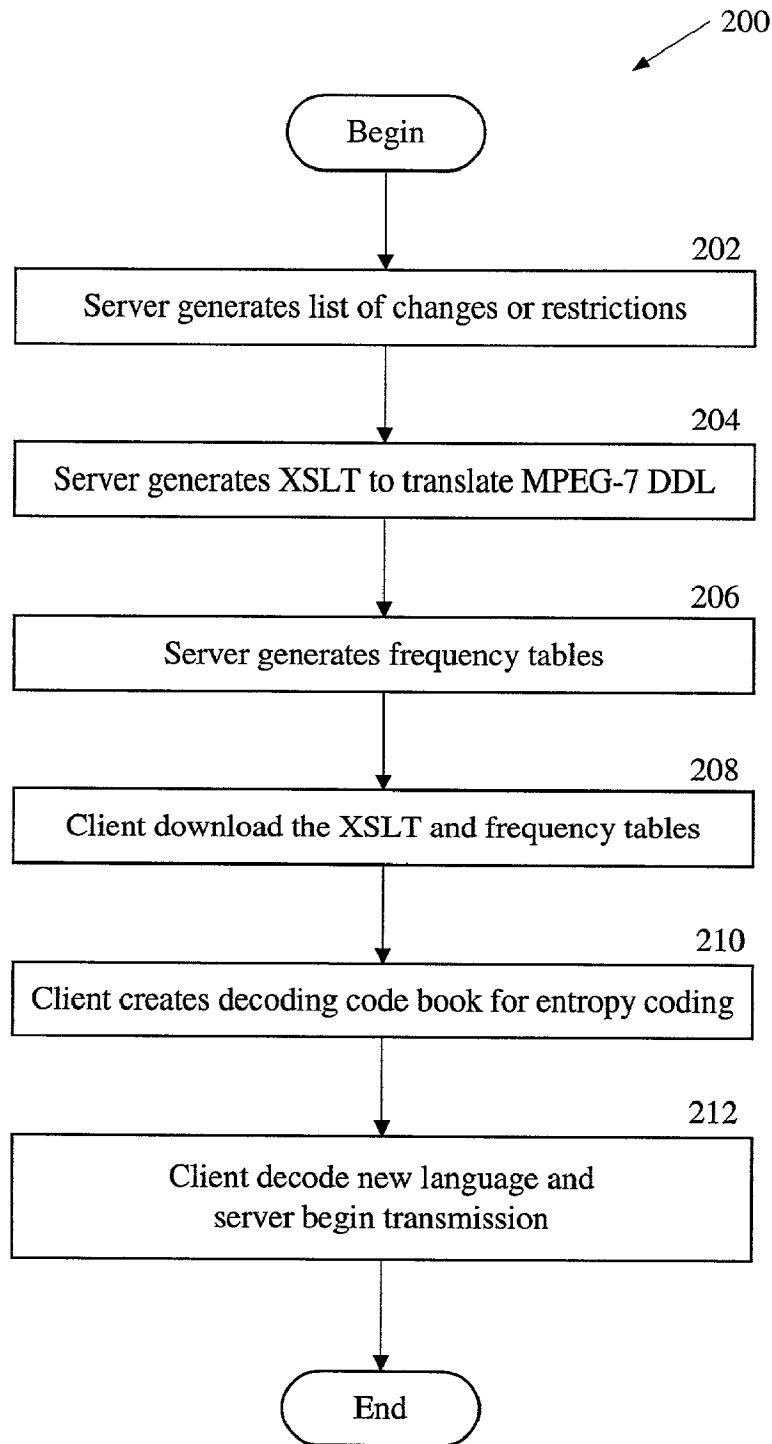 200
Begin
202
Server generates list of changes or restrictions
204
Server generates XSLT to translate MPEG-7 DDL
206
Server generates frequency tables
208
Client download the XSLT and frequency tables
210
Client creates decoding code book for entropy coding
212
Client decode new language and
server begin transmission
End